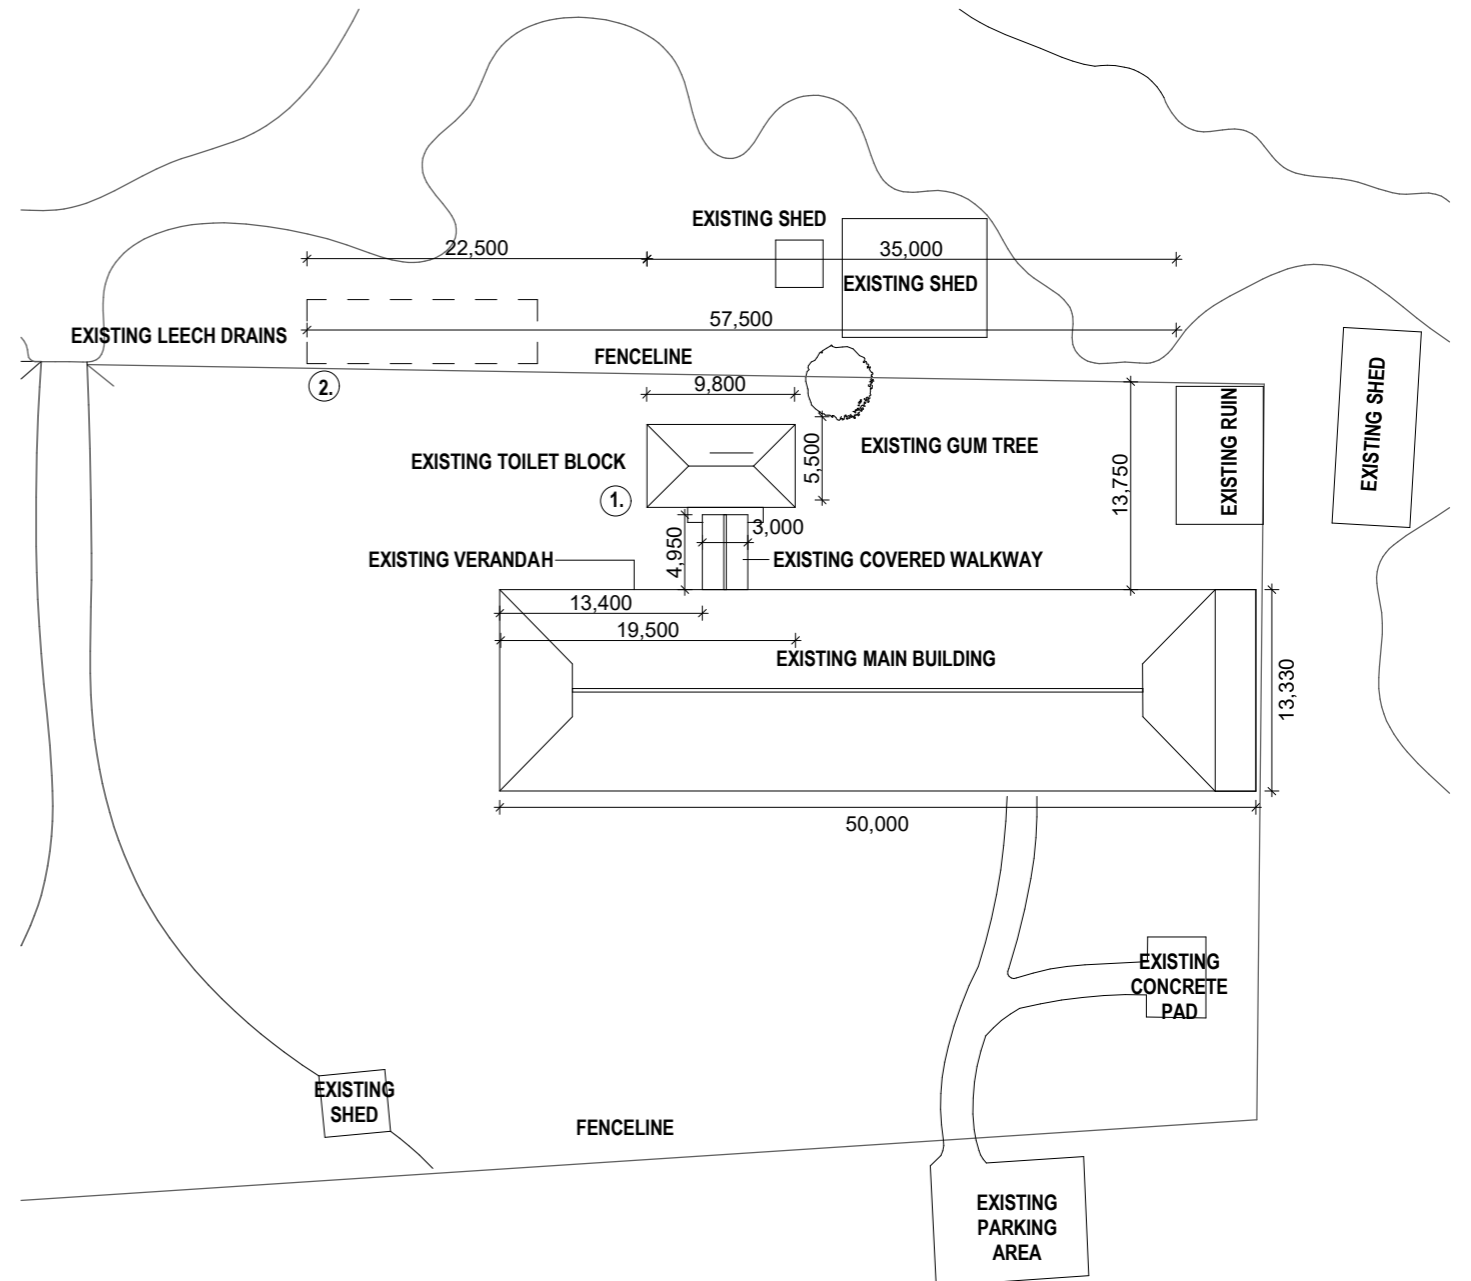 EXISTING SHED
22,500
35,000
EXISTING SHED
57,500
EXISTING LEECH DRAINS
FENCELINE
2.
9,800
EXISTING SHED
EXISTING RUIN
EXISTING GUM TREE
5,500
EXISTING TOILET BLOCK
13,750
1.
3,000
4,950
EXISTING VERANDAH
EXISTING COVERED WALKWAY
13,400
19,500
EXISTING MAIN BUILDING
13,330
50,000
EXISTING
CONCRETE
PAD
EXISTING
SHED
FENCELINE
EXISTING
PARKING
AREA